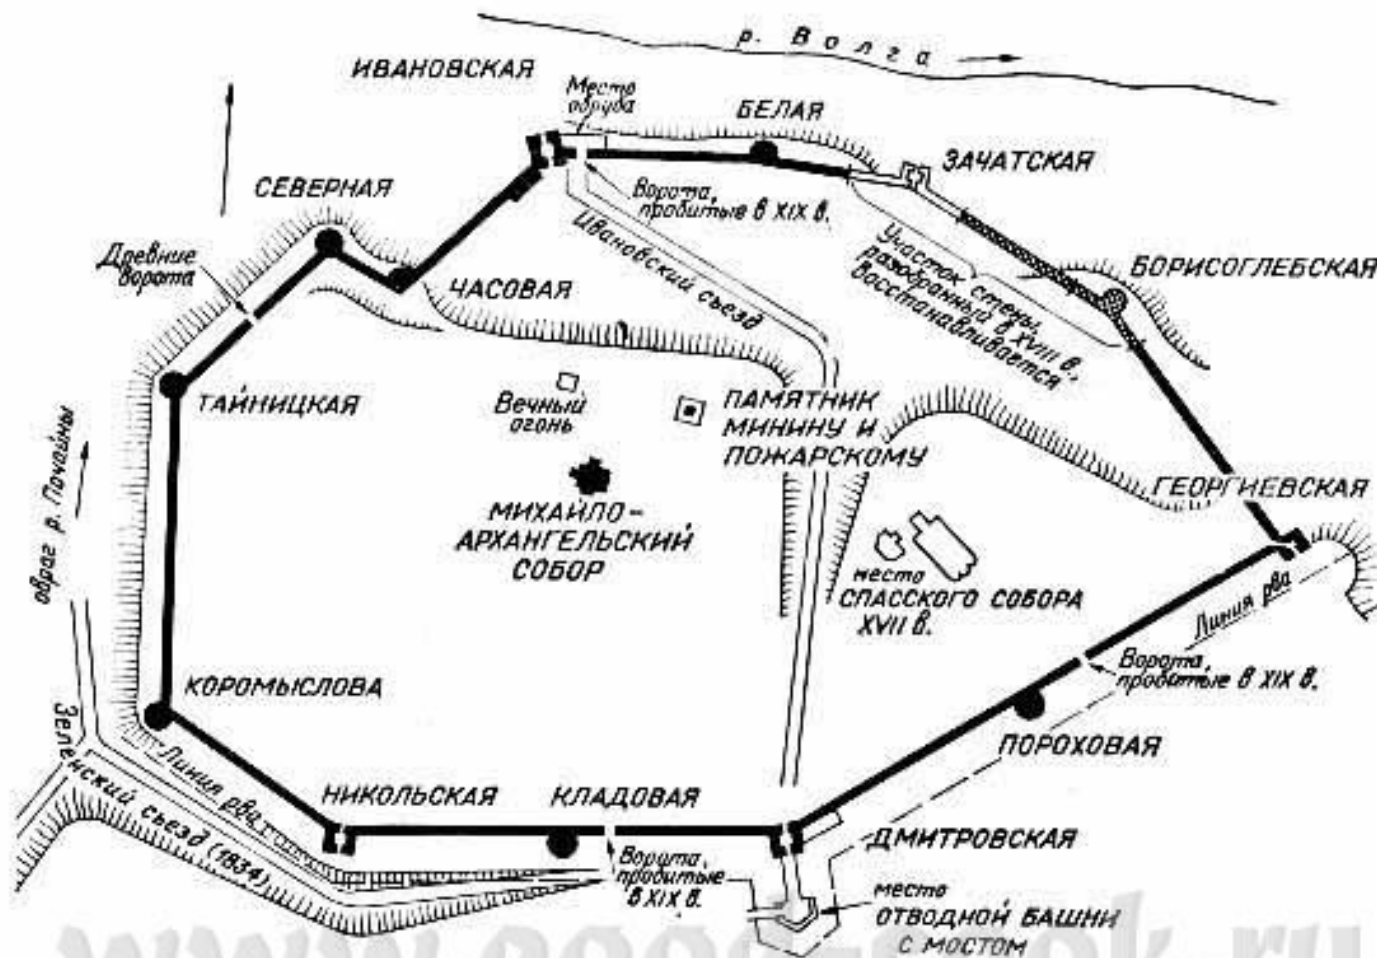 р. Волга
ИВАНОВСКАЯ
Место
обруба
БЕЛАЯ
ЗАЧАТСКАЯ
СЕВЕРНАЯ
Ворота,
пробитые в XIX в.
Древние
ворота
Ивановский съезд
Участок стены,
разобранный в XVIII в.,
восстанавливается
БОРИСОГЛЕБСКАЯ
ЧАСОВАЯ
ТАЙНИЦКАЯ
Вечный
огонь
ПАМЯТНИК
МИНИНУ И
ПОЖАРСКОМУ
овраг р. Почайны
ГЕОРГИЕВСКАЯ
МИХАЙЛО-
АРХАНГЕЛЬСКИЙ
СОБОР
место
СПАССКОГО СОБОРА
XVII в.
Линия рва
Ворота,
пробитые в XIX в.
КОРОМЫСЛОВА
ПОРОХОВАЯ
Зеленский съезд (1834)
Линия рва
НИКОЛЬСКАЯ
КЛАДОВАЯ
ДМИТРОВСКАЯ
Ворота,
пробитые
в XIX в.
место
ОТВОДНОЙ БАШНИ
С МОСТОМ